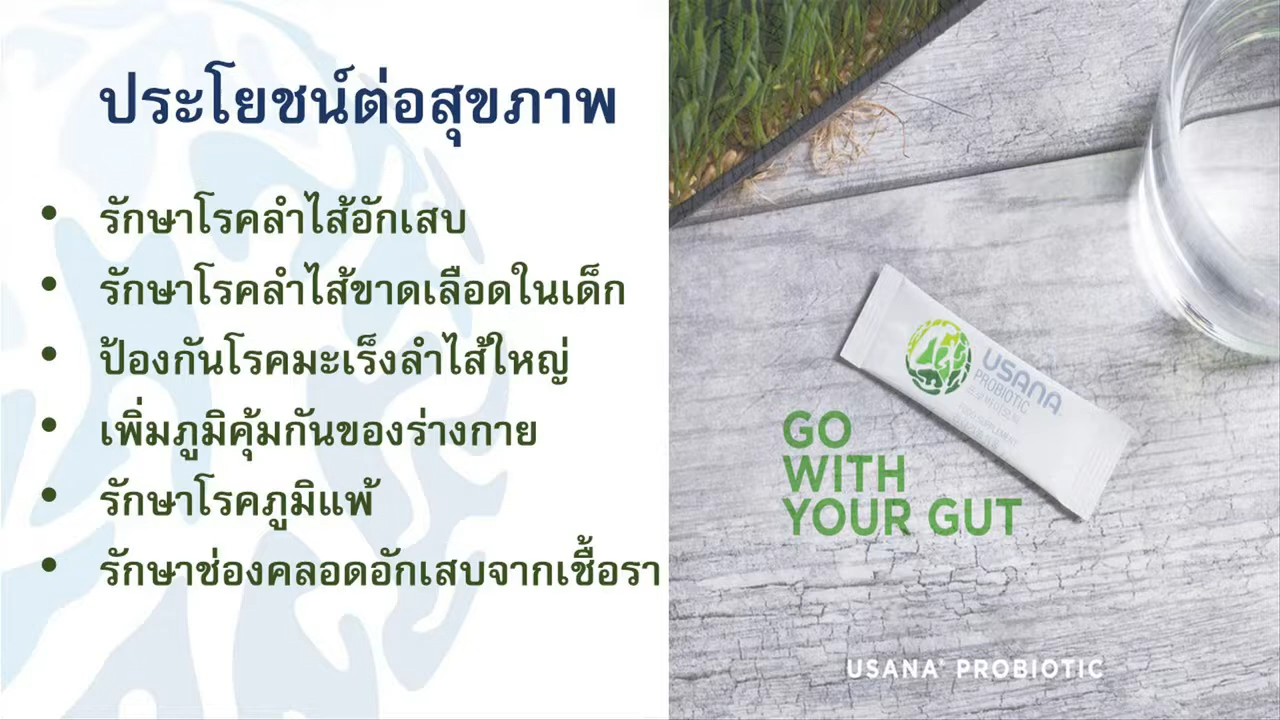 ประโยชน์ต่อสุขภาพ
• รักษาโรคลำไส้อักเสบ
• รักษาโรคลำไส้ขาดเลือดในเด็ก
• ป้องกันโรคมะเร็งลำไส้ใหญ่
• เพิ่มภูมิคุ้มกันของร่างกาย
• รักษาโรคภูมิแพ้
• รักษาช่องคลอดอักเสบจากเชื้อรา
USANA
PROBIOTIC
GO
WITH
YOUR GUT
USANA® PROBIOTIC